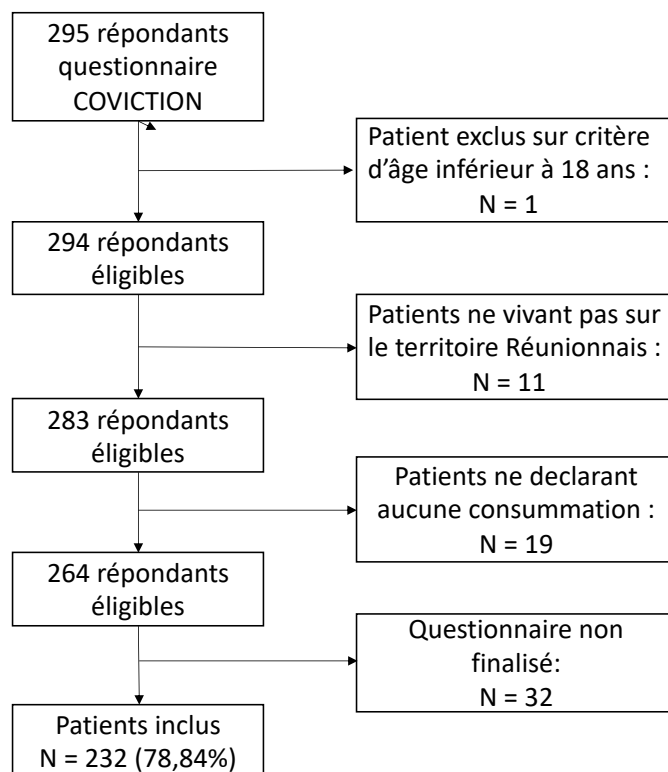 295 répondants
questionnaire
COVICTION
Patient exclus sur critère
d’âge inférieur à 18 ans :
N = 1
294 répondants
éligibles
Patients ne vivant pas sur
le territoire Réunionnais :
N = 11
283 répondants
éligibles
Patients ne declarant
aucune consummation :
N = 19
264 répondants
éligibles
Questionnaire non
finalisé:
N = 32
Patients inclus
N = 232 (78,84%)